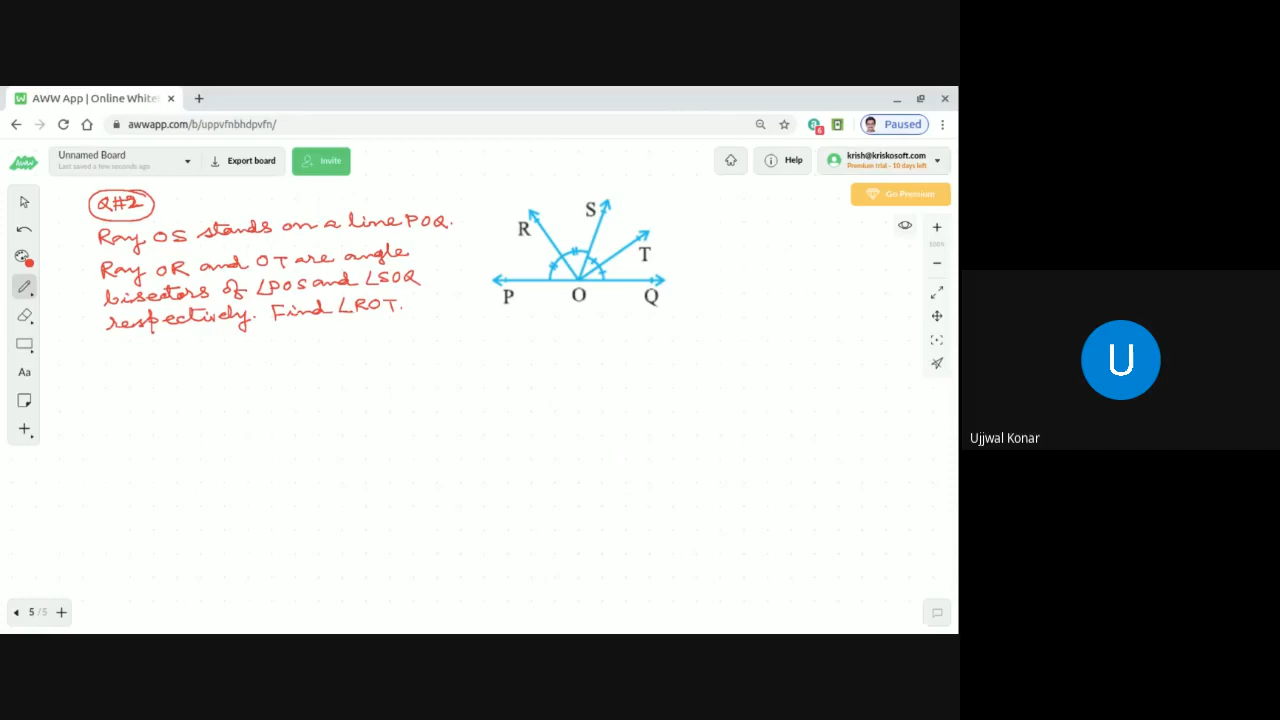 AWW App | Online White
awwapp.com/b/uppvfnbhdpvfn/
6
Paused
Unnamed Board
Last saved a few seconds ago
Export board
Invite
Help
krish@kriskosoft.com
Premium trial - 10 days left
Go Premium
100%
Aa
Q#2
Ray OS stands on a line POQ.
Ray OR and OT are angle
bisectors of ∠POS and ∠SOQ
respectively. Find ∠ROT.
R
S
T
P
O
Q
5 / 5
U
Ujjwal Konar